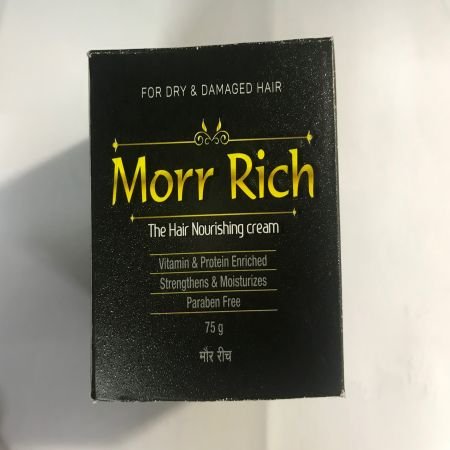 FOR DRY & DAMAGED HAIR
Morr Rich
The Hair Nourishing cream
Vitamin & Protein Enriched
Strengthens & Moisturizes
Paraben Free
75 g
मौर रीच